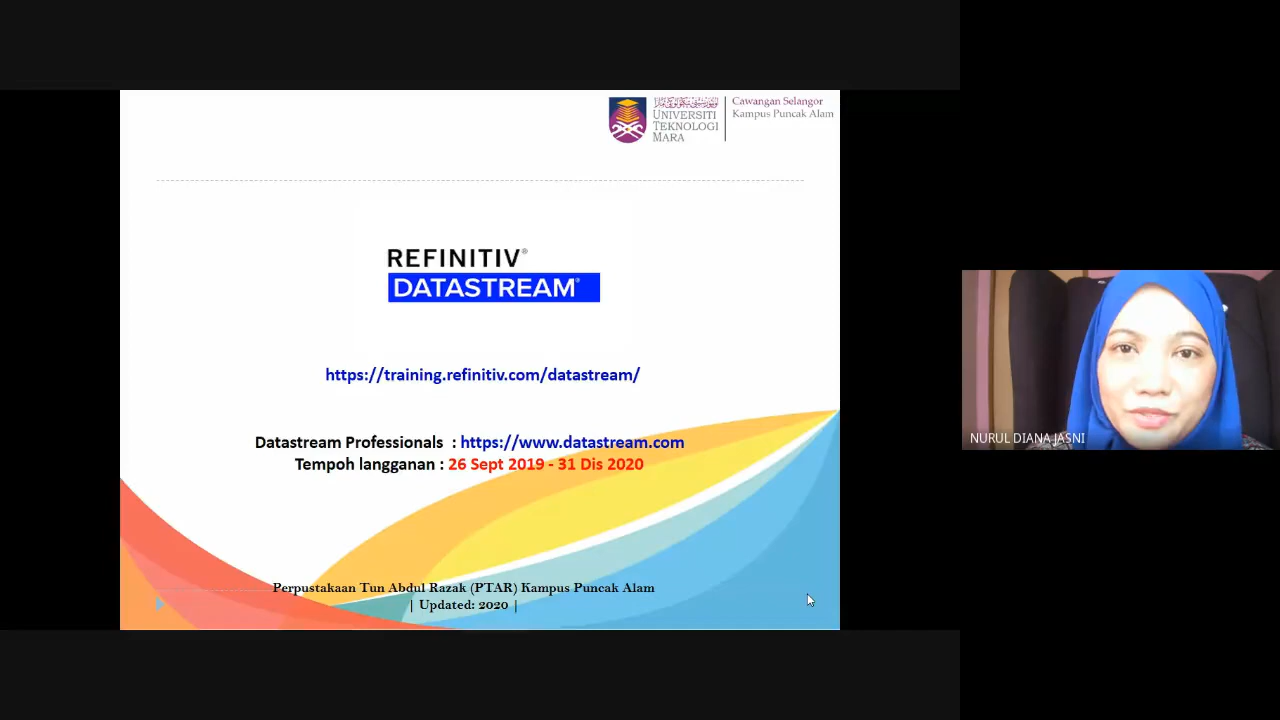 UNIVERSITI
TEKNOLOGI
MARA
Cawangan Selangor
Kampus Puncak Alam
REFINITIV®
DATASTREAM®
https://training.refinitiv.com/datastream/
Datastream Professionals : https://www.datastream.com
Tempoh langganan : 26 Sept 2019 - 31 Dis 2020
NURUL DIANA JASNI
Perpustakaan Tun Abdul Razak (PTAR) Kampus Puncak Alam
| Updated: 2020 |